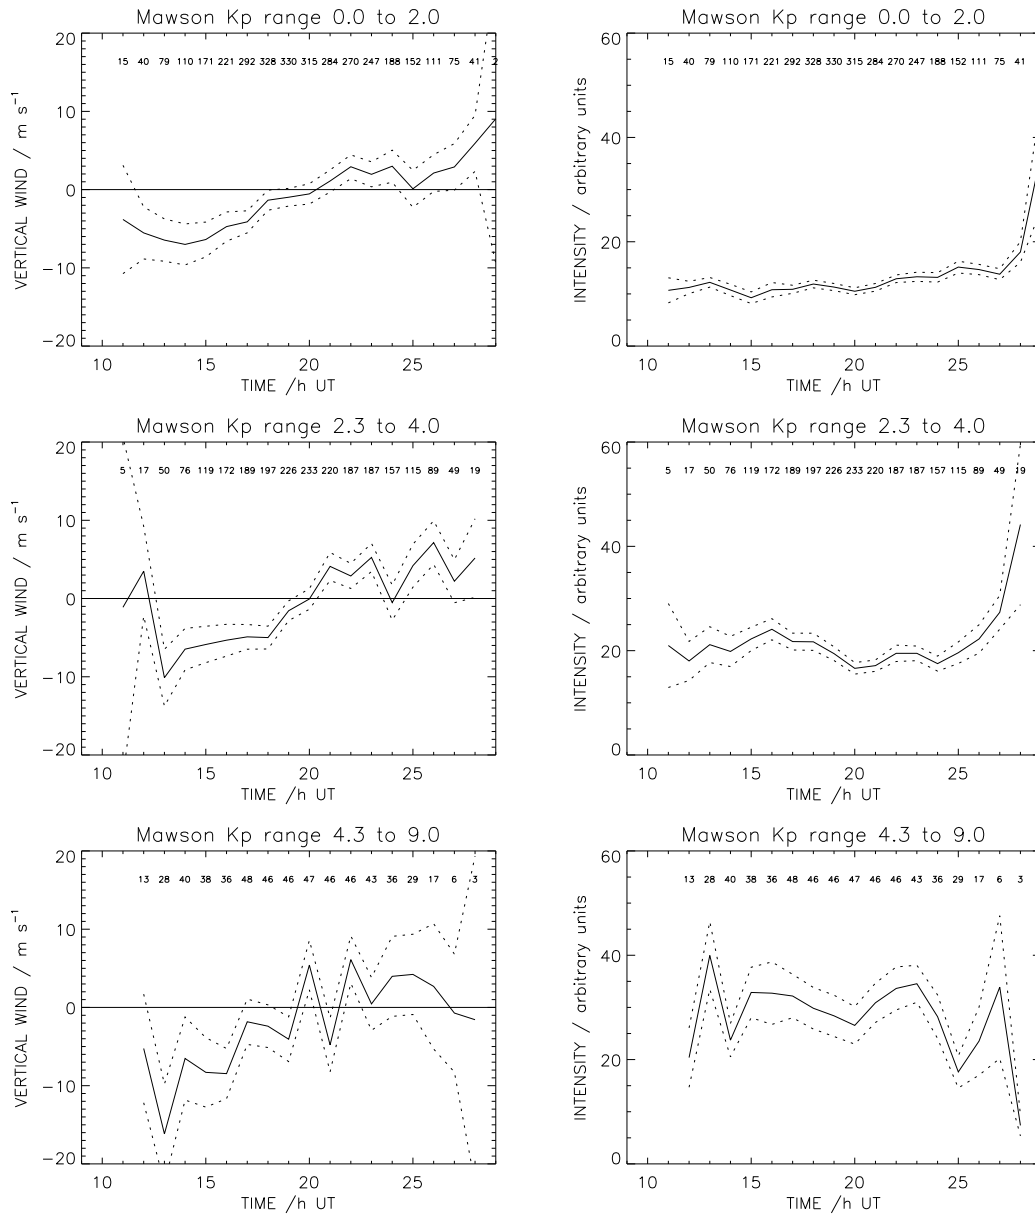 Mawson Kp range 0.0 to 2.0
20
15 40 79 110 171 221 292 328 330 315 284 270 247 188 152 111 75 41 2
10
0
−10
−20
VERTICAL WIND / m s⁻¹
10 15 20 25
TIME /h UT
Mawson Kp range 0.0 to 2.0
60
15 40 79 110 171 221 292 328 330 315 284 270 247 188 152 111 75 41
40
20
0
INTENSITY / arbitrary units
10 15 20 25
TIME /h UT
Mawson Kp range 2.3 to 4.0
20
5 17 50 76 119 172 189 197 226 233 220 187 187 157 115 89 49 19
10
0
−10
−20
VERTICAL WIND / m s⁻¹
10 15 20 25
TIME /h UT
Mawson Kp range 2.3 to 4.0
60
5 17 50 76 119 172 189 197 226 233 220 187 187 157 115 89 49 19
40
20
0
INTENSITY / arbitrary units
10 15 20 25
TIME /h UT
Mawson Kp range 4.3 to 9.0
20
13 28 40 38 36 48 46 46 47 46 46 43 36 29 17 6 3
10
0
−10
−20
VERTICAL WIND / m s⁻¹
10 15 20 25
TIME /h UT
Mawson Kp range 4.3 to 9.0
60
13 28 40 38 36 48 46 46 47 46 46 43 36 29 17 6 3
40
20
0
INTENSITY / arbitrary units
10 15 20 25
TIME /h UT